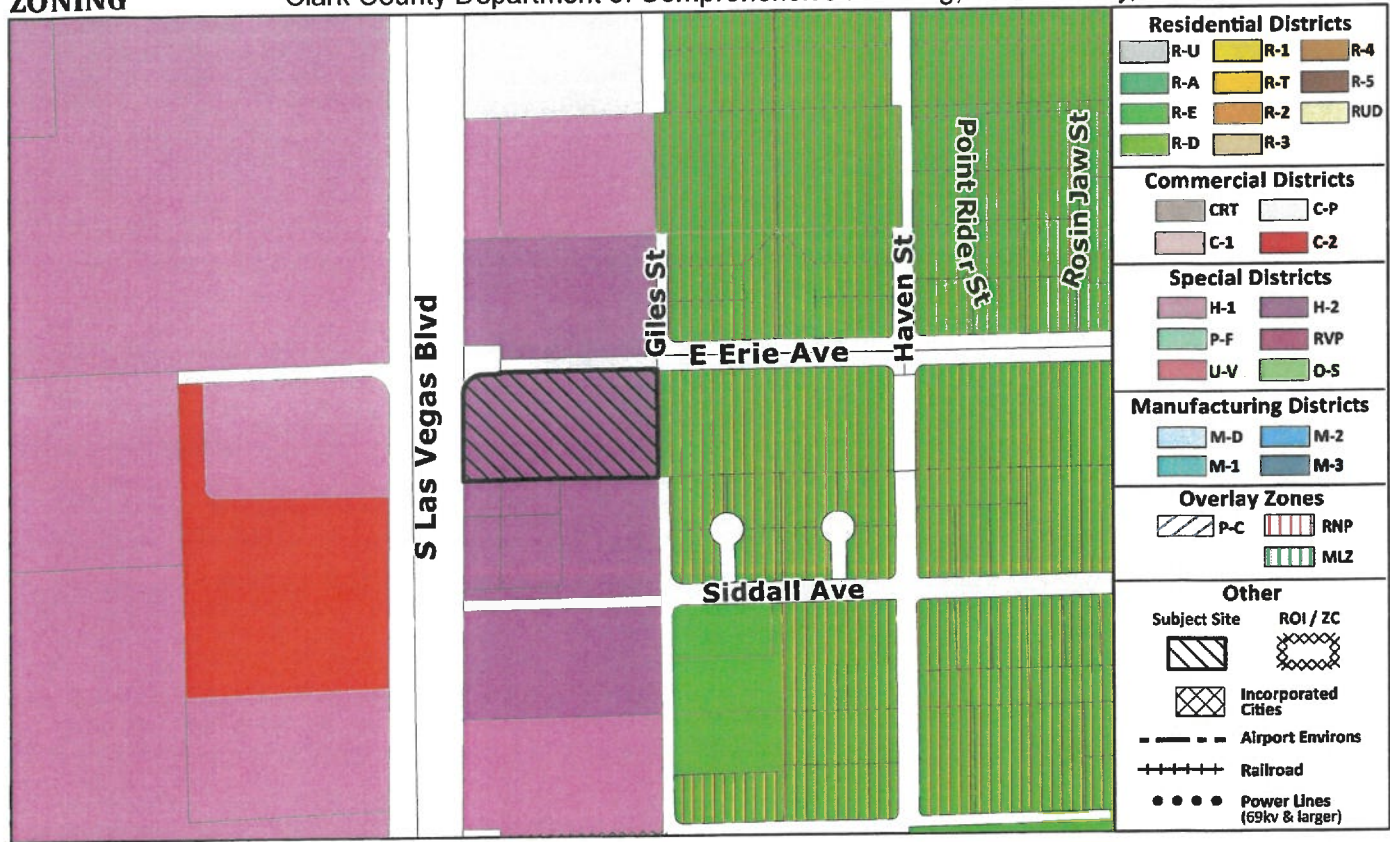 ZONING
Clark County Department of Comprehensive
S Las Vegas Blvd
Giles St
Haven St
Point Rider St
Rosin Jaw St
E Erie Ave
Siddall Ave
Residential Districts
R-U R-1 R-4
R-A R-T R-5
R-E R-2 RUD
R-D R-3
Commercial Districts
CRT C-P
C-1 C-2
Special Districts
H-1 H-2
P-F RVP
U-V O-S
Manufacturing Districts
M-D M-2
M-1 M-3
Overlay Zones
P-C RNP
MLZ
Other
Subject Site ROI / ZC
Incorporated
Cities
Airport Environs
Railroad
Power Lines
(69kv & larger)